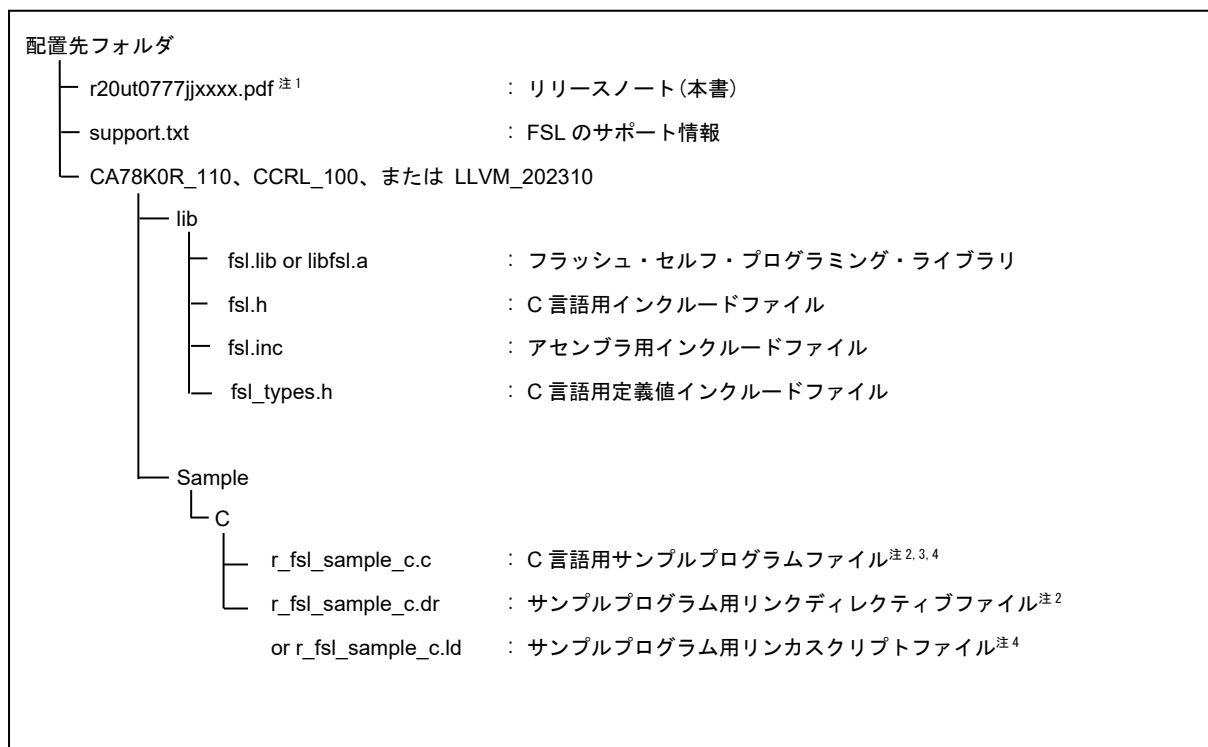 配置先フォルダ
r20ut0777jjxxxx.pdf 注1 : リリースノート(本書)
support.txt : FSL のサポート情報
CA78K0R_110、CCRL_100、または LLVM_202310
lib
fsl.lib or libfsl.a : フラッシュ・セルフ・プログラミング・ライブラリ
fsl.h : C 言語用インクルードファイル
fsl.inc : アセンブラ用インクルードファイル
fsl_types.h : C 言語用定義値インクルードファイル
Sample
C
r_fsl_sample_c.c : C 言語用サンプルプログラムファイル注2, 3, 4
r_fsl_sample_c.dr : サンプルプログラム用リンクディレクティブファイル注2
or r_fsl_sample_c.ld : サンプルプログラム用リンカスクリプトファイル注4